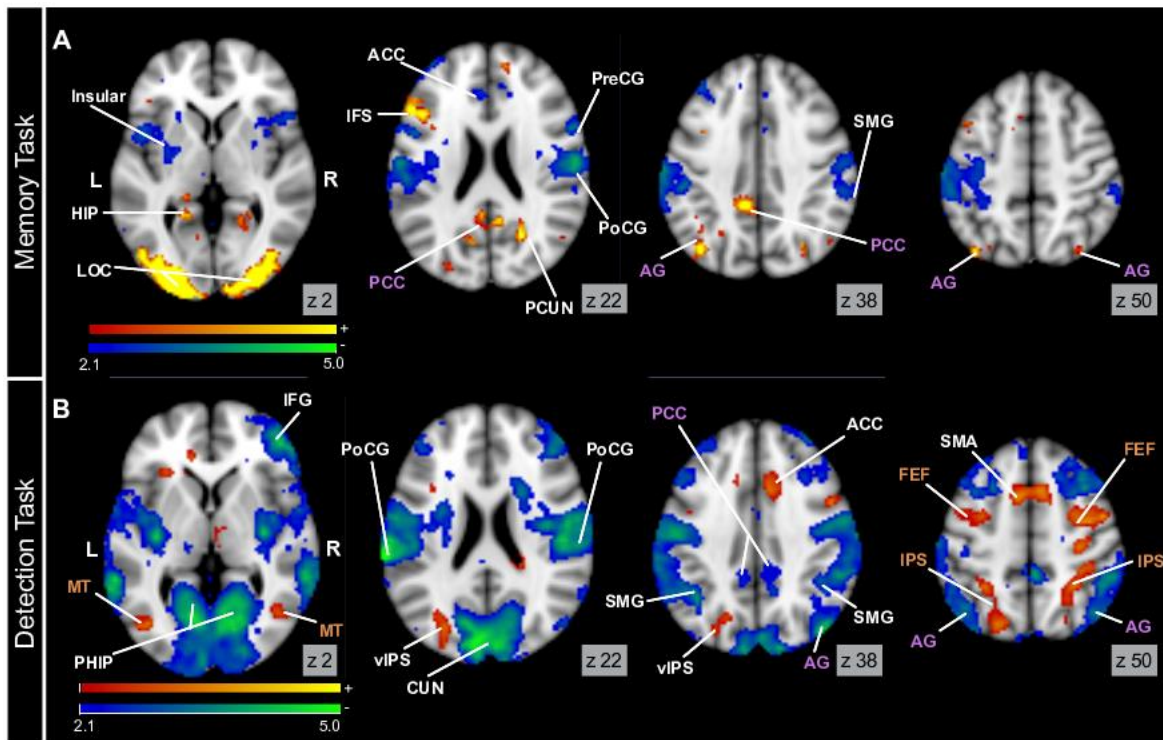 Memory Task
A
Insular
L
R
HIP
LOC
z 2
ACC
PreCG
IFS
PoCG
PCC
PCUN
z 22
SMG
AG
PCC
z 38
AG
AG
z 50
+
-
2.1
5.0
Detection Task
B
IFG
L
R
MT
MT
PHIP
z 2
PoCG
PoCG
vIPS
CUN
z 22
PCC
ACC
SMG
SMG
vIPS
AG
z 38
SMA
FEF
FEF
IPS
IPS
AG
AG
z 50
+
-
2.1
5.0